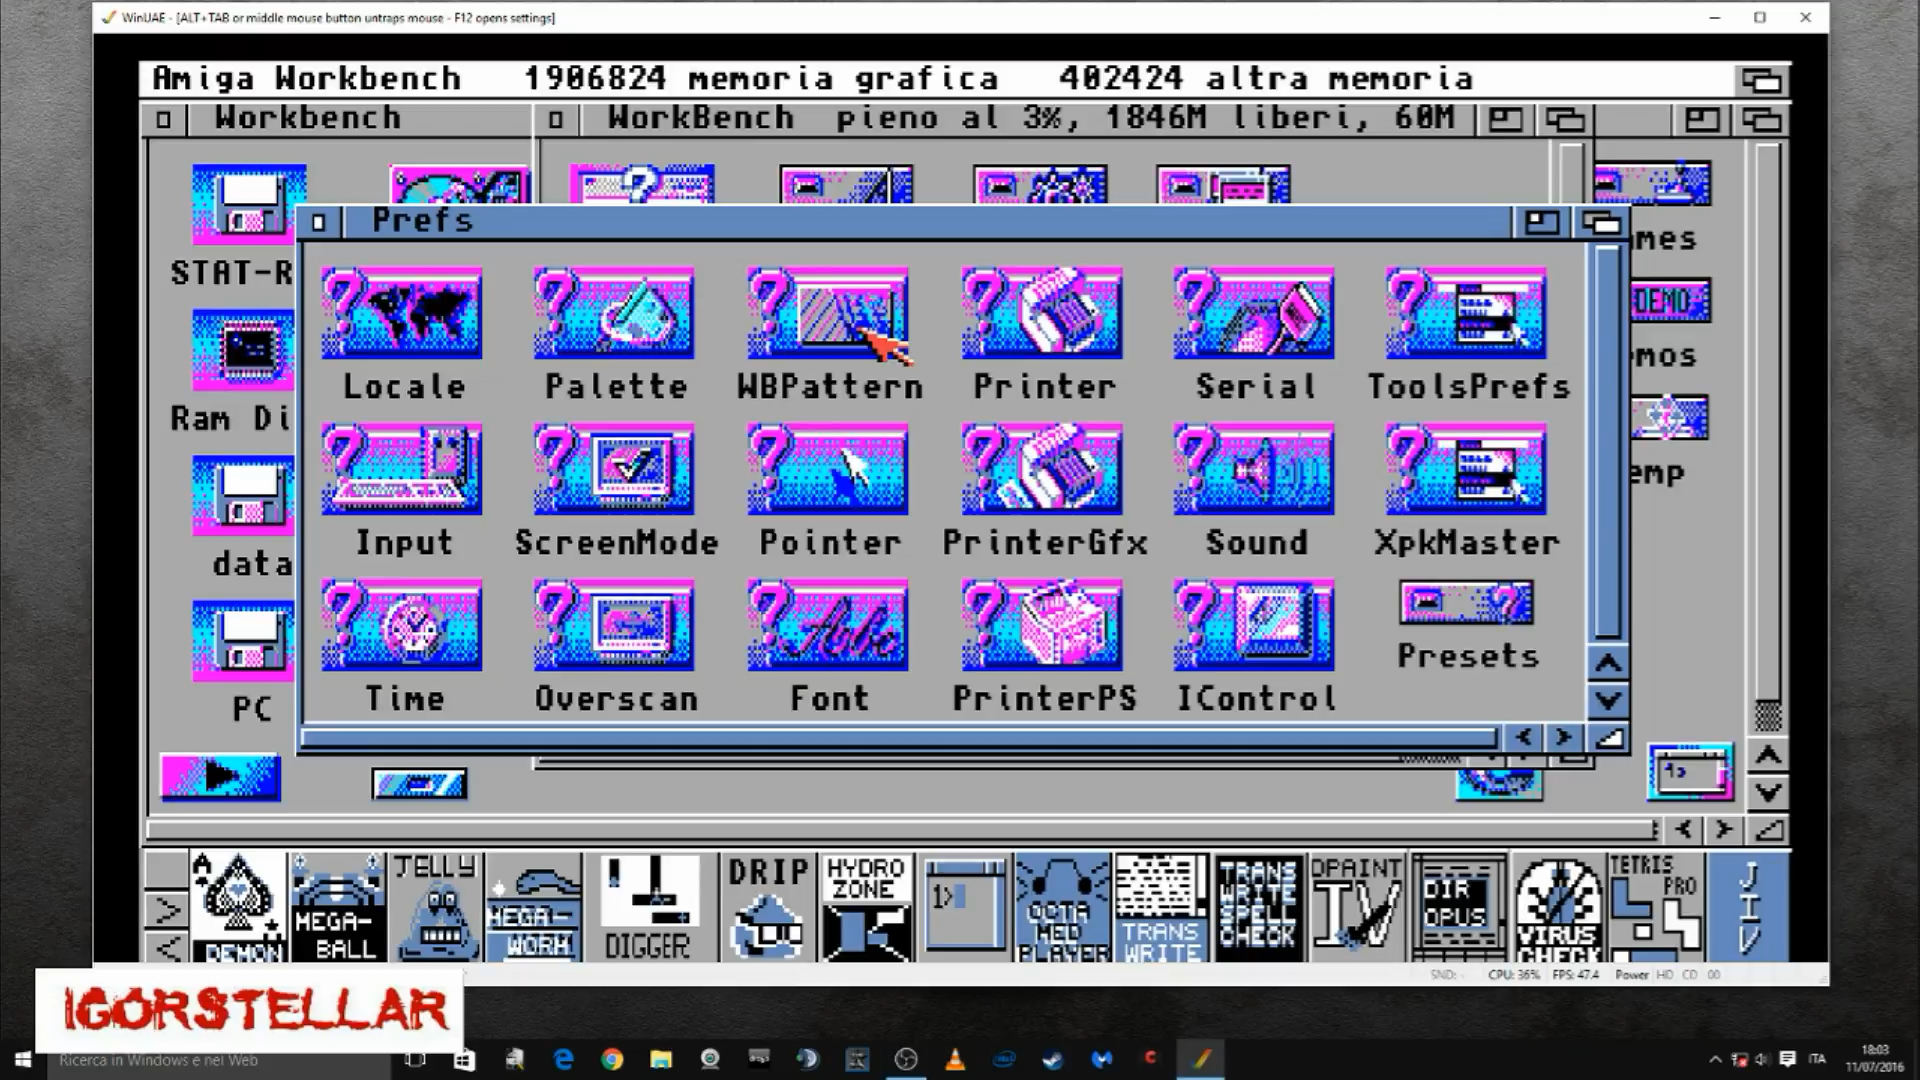 WinUAE - [ALT+TAB or middle mouse button untraps mouse - F12 opens settings]
Amiga Workbench 1906824 memoria grafica 402424 altra memoria
Workbench
WorkBench pieno al 3%, 1846M liberi, 60M
Prefs
STAT-R
Ram Di
data
PC
mes
DEMO
mos
emp
Locale Palette WBPattern Printer Serial ToolsPrefs
Input ScreenMode Pointer PrinterGfx Sound XpkMaster
Time Overscan Font PrinterPS IControl Presets
1>
A
DEMON
MEGA-
BALL
JELLY
MEGA-
WORM
DIGGER
DRIP
HYDRO
ZONE
1>
OCTA
MED
PLAYER
TRANS
WRITE
TRANS
WRITE
SPELL
CHECK
DPAINT
IV
DIR
OPUS
VIRUS
CHECK
TETRIS
PRO
SND: - CPU: 36% FPS: 47.4 Power HD CD 00
IGORSTELLAR
Ricerca in Windows e nel Web
ITA
18:03
11/07/2016